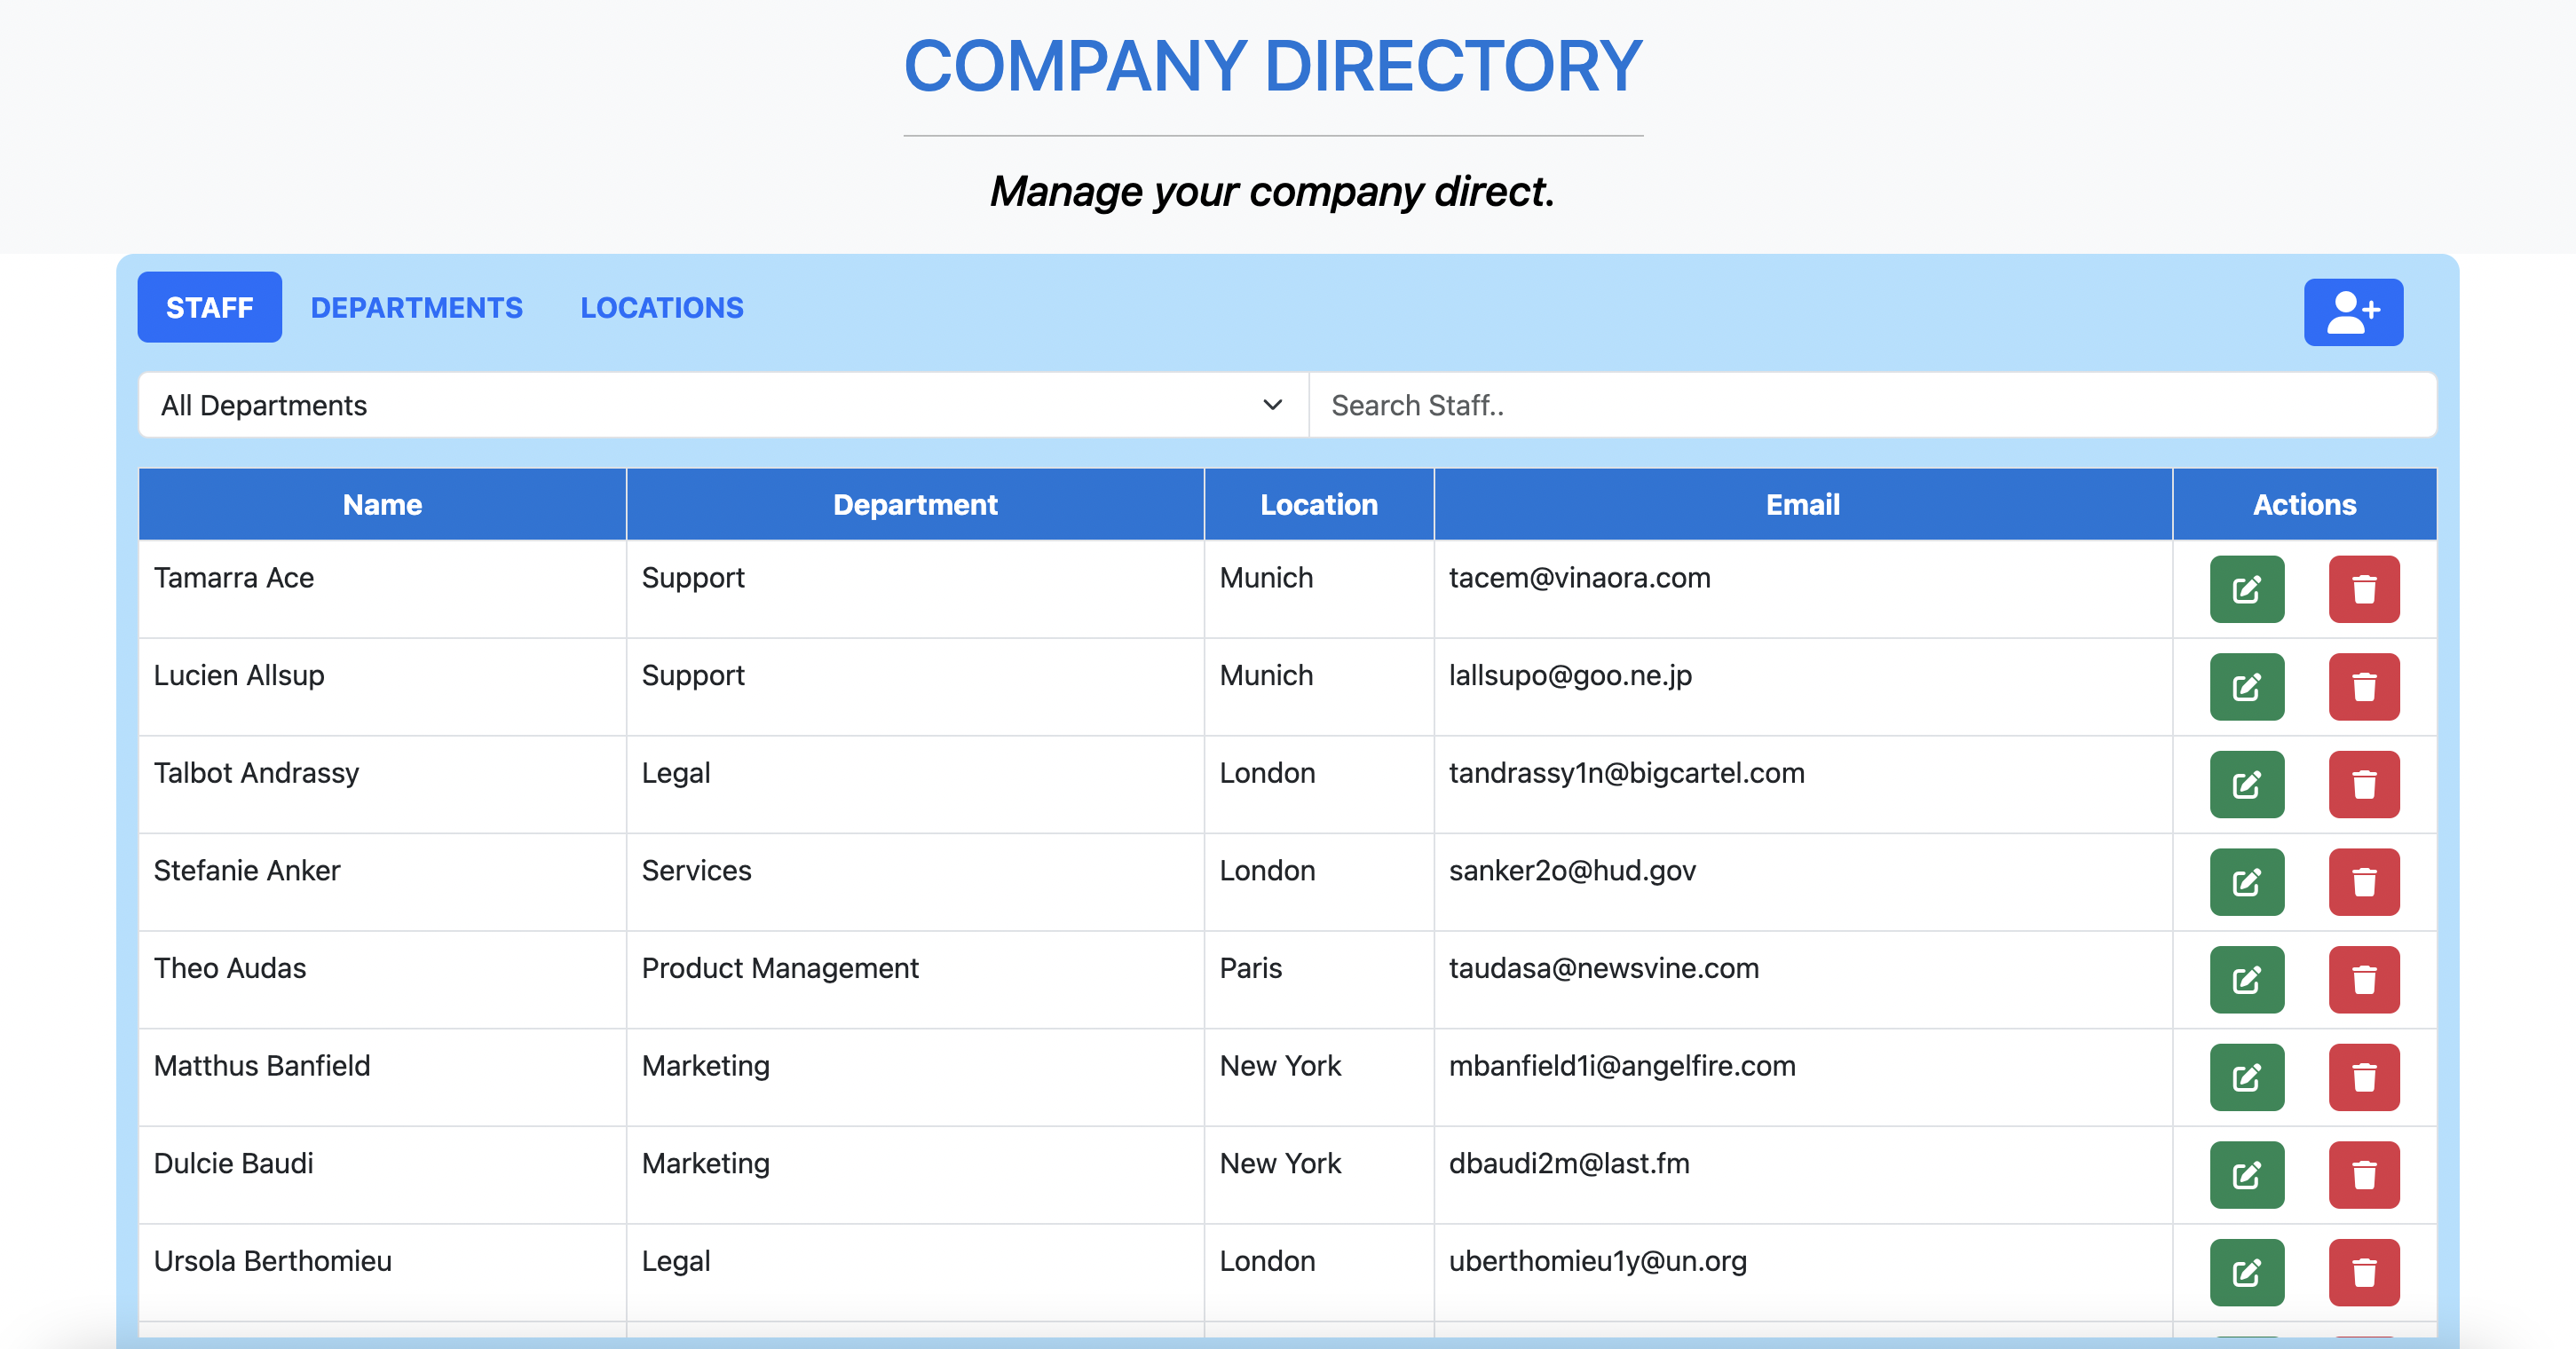 COMPANY DIRECTORY
Manage your company direct.
STAFF DEPARTMENTS LOCATIONS
All Departments Search Staff..
Name Department Location Email Actions
Tamarra Ace Support Munich tacem@vinaora.com
Lucien Allsup Support Munich lallsupo@goo.ne.jp
Talbot Andrassy Legal London tandrassy1n@bigcartel.com
Stefanie Anker Services London sanker2o@hud.gov
Theo Audas Product Management Paris taudasa@newsvine.com
Matthus Banfield Marketing New York mbanfield1i@angelfire.com
Dulcie Baudi Marketing New York dbaudi2m@last.fm
Ursola Berthomieu Legal London uberthomieu1y@un.org